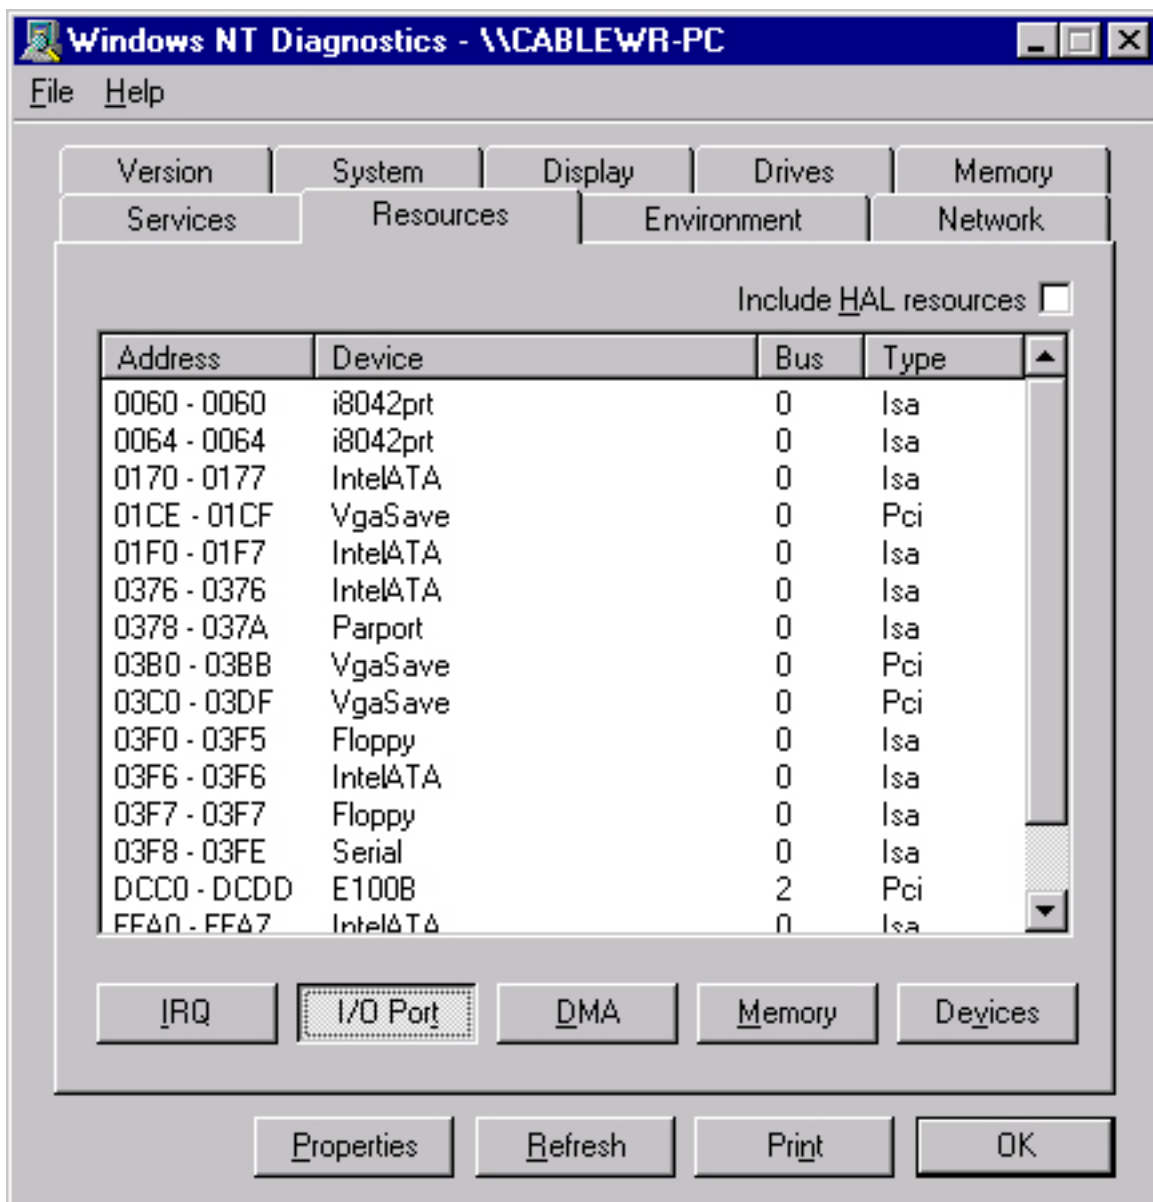 Windows NT Diagnostics - \\CABLEWR-PC
File Help
Version System Display Drives Memory
Services Resources Environment Network
Include HAL resources
Address Device Bus Type
0060 - 0060 i8042prt 0 Isa
0064 - 0064 i8042prt 0 Isa
0170 - 0177 IntelATA 0 Isa
01CE - 01CF VgaSave 0 Pci
01F0 - 01F7 IntelATA 0 Isa
0376 - 0376 IntelATA 0 Isa
0378 - 037A Parport 0 Isa
03B0 - 03BB VgaSave 0 Pci
03C0 - 03DF VgaSave 0 Pci
03F0 - 03F5 Floppy 0 Isa
03F6 - 03F6 IntelATA 0 Isa
03F7 - 03F7 Floppy 0 Isa
03F8 - 03FE Serial 0 Isa
DCC0 - DCDD E100B 2 Pci
FFA0 - FFA7 IntelATA 0 Isa
IRQ I/O Port DMA Memory Devices
Properties Refresh Print OK